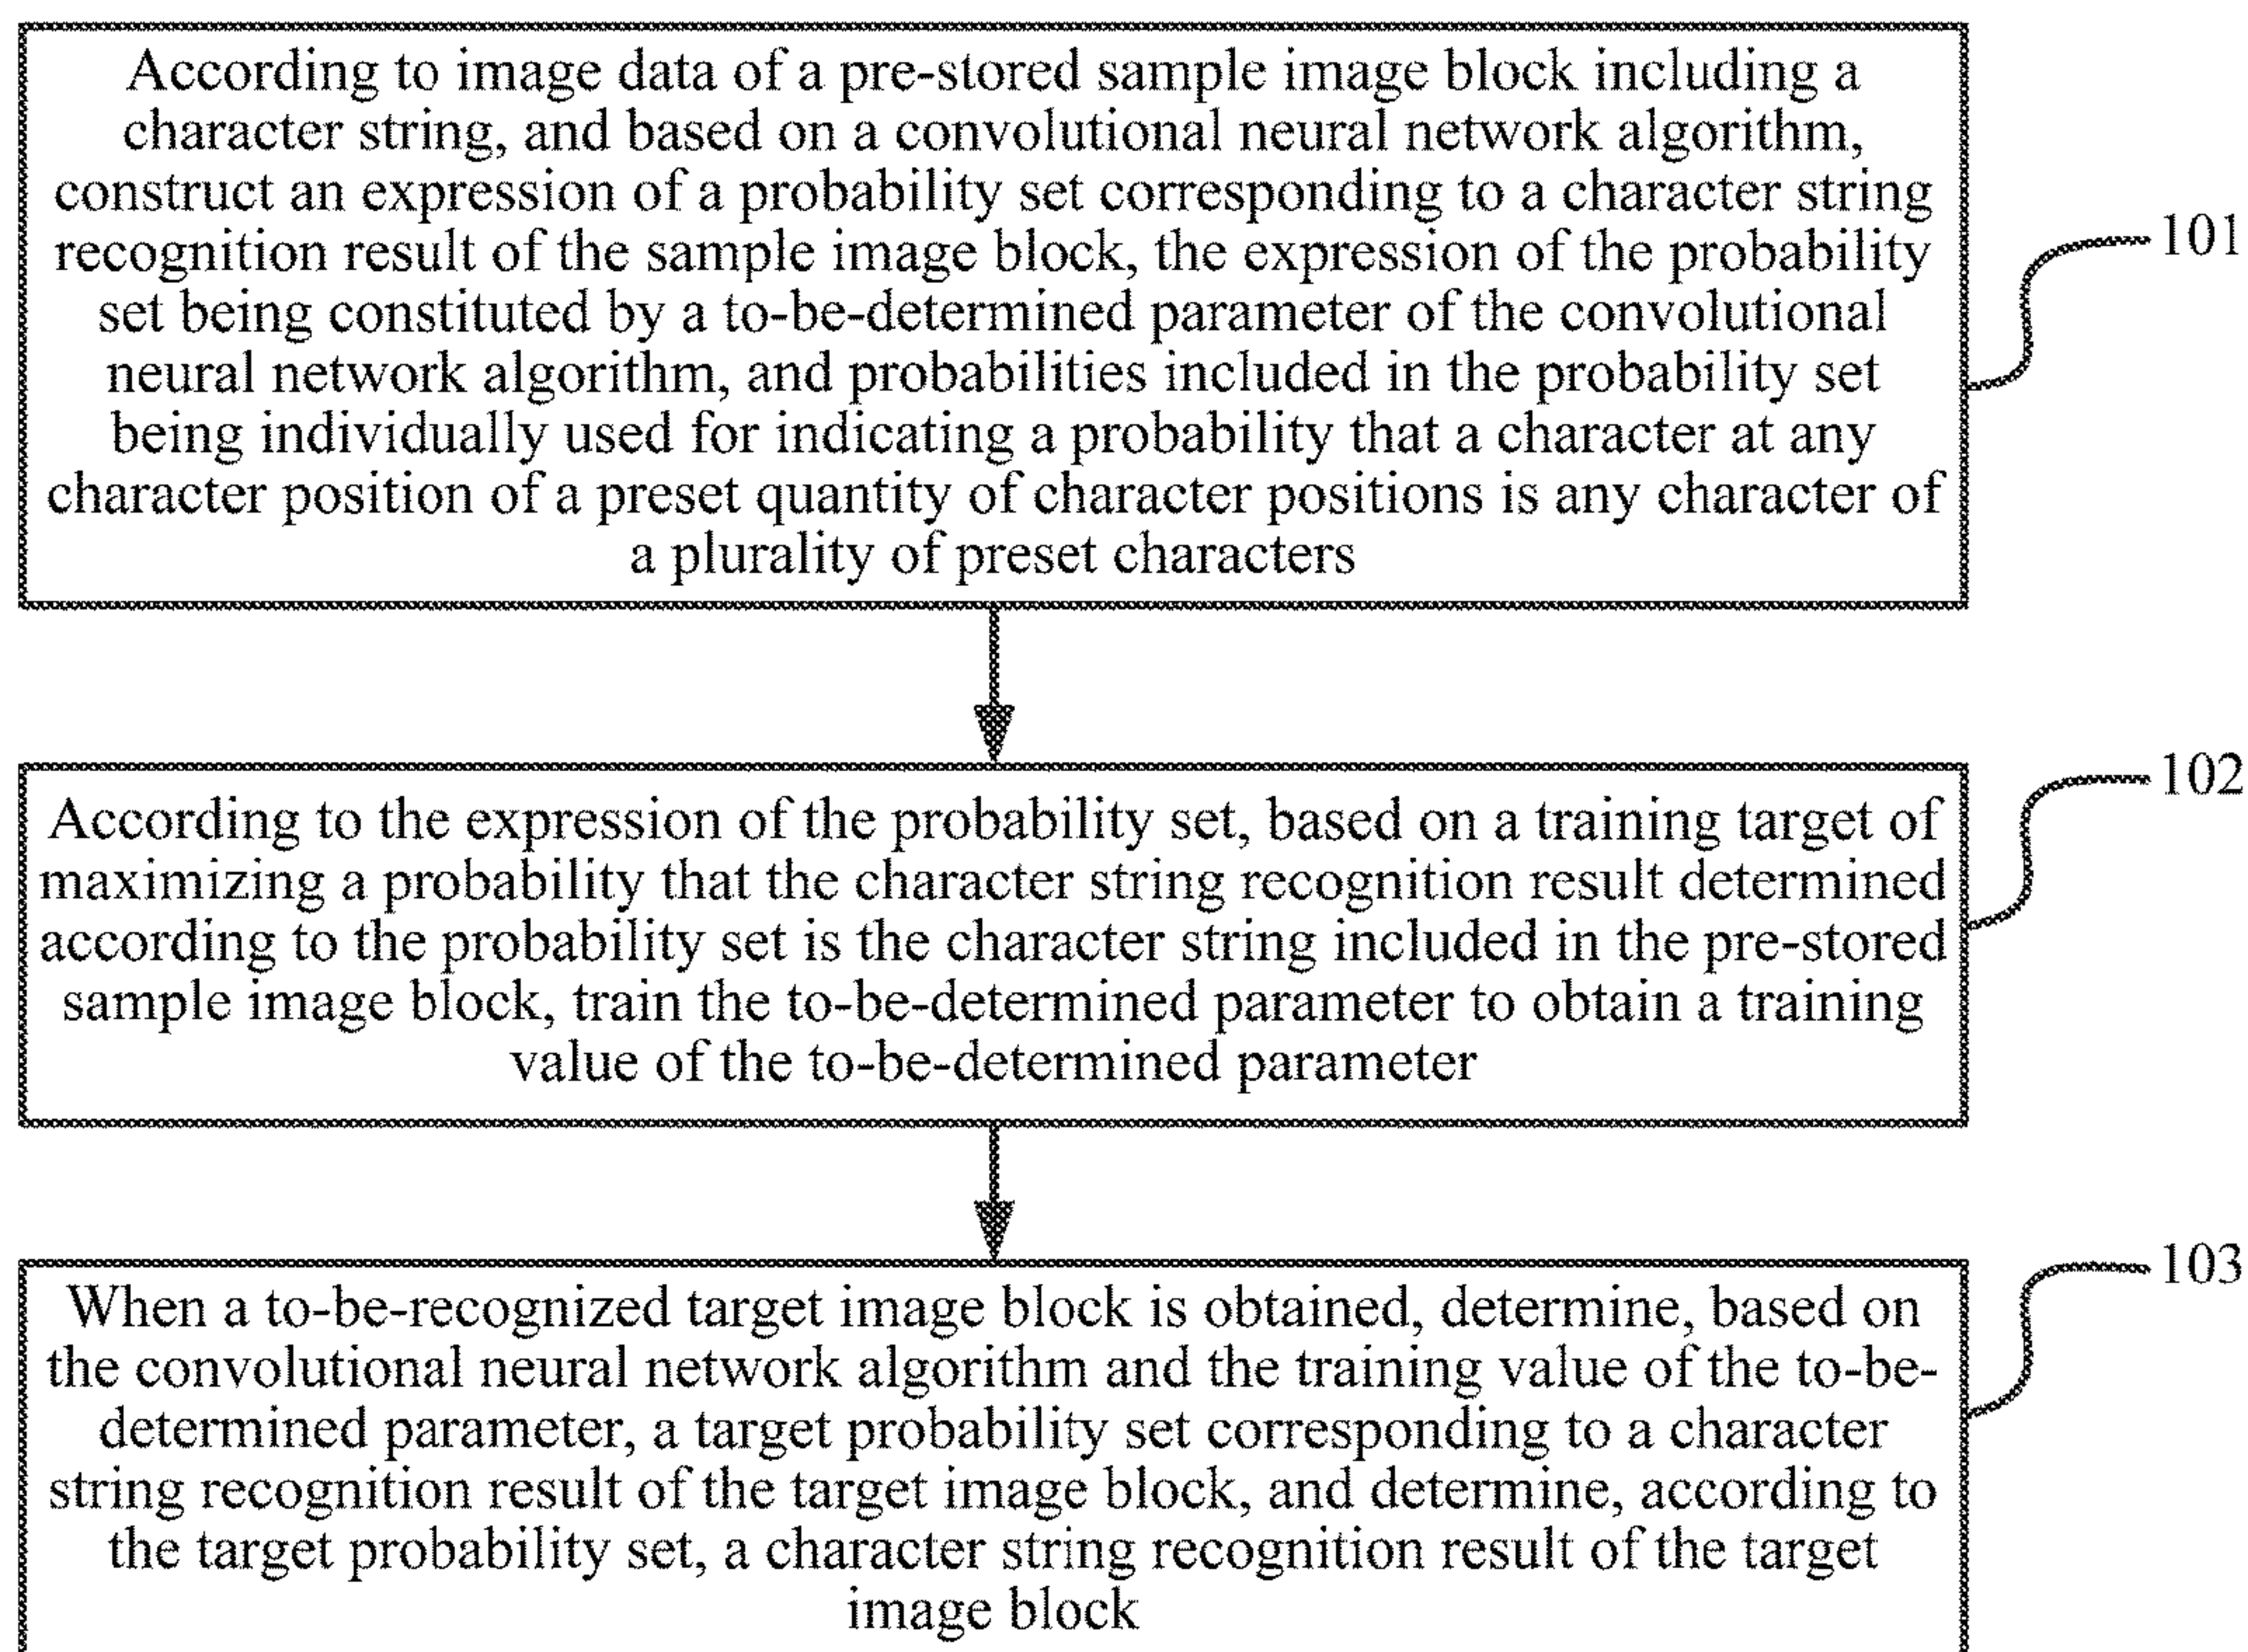 According to image data of a pre-stored sample image block including a
character string, and based on a convolutional neural network algorithm,
construct an expression of a probability set corresponding to a character string
recognition result of the sample image block, the expression of the probability
set being constituted by a to-be-determined parameter of the convolutional
neural network algorithm, and probabilities included in the probability set
being individually used for indicating a probability that a character at any
character position of a preset quantity of character positions is any character of
a plurality of preset characters
101
According to the expression of the probability set, based on a training target of
maximizing a probability that the character string recognition result determined
according to the probability set is the character string included in the pre-stored
sample image block, train the to-be-determined parameter to obtain a training
value of the to-be-determined parameter
102
When a to-be-recognized target image block is obtained, determine, based on
the convolutional neural network algorithm and the training value of the to-be-
determined parameter, a target probability set corresponding to a character
string recognition result of the target image block, and determine, according to
the target probability set, a character string recognition result of the target
image block
103